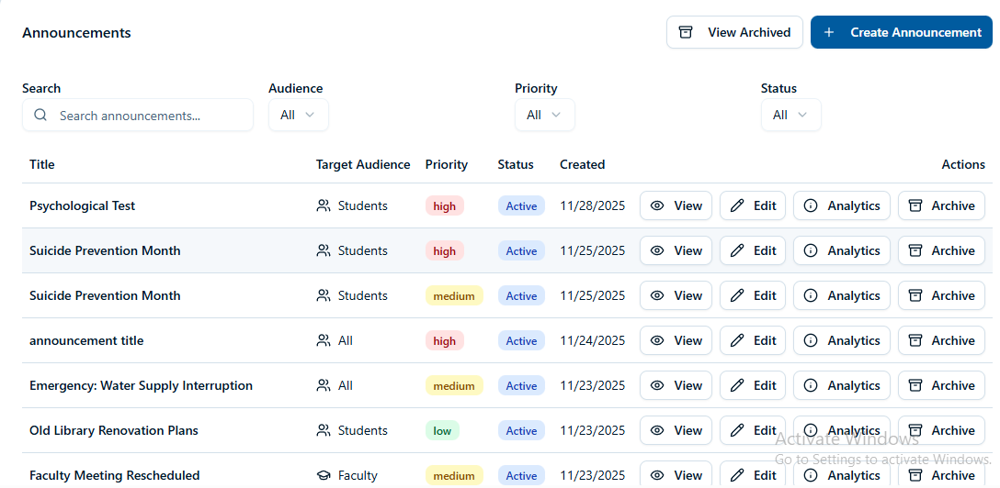 Announcements View Archived Create Announcement
Search Audience Priority Status
Search announcements... All All All
Title Target Audience Priority Status Created Actions
Psychological Test Students high Active 11/28/2025 View Edit Analytics Archive
Suicide Prevention Month Students high Active 11/25/2025 View Edit Analytics Archive
Suicide Prevention Month Students medium Active 11/25/2025 View Edit Analytics Archive
announcement title All high Active 11/24/2025 View Edit Analytics Archive
Emergency: Water Supply Interruption All medium Active 11/23/2025 View Edit Analytics Archive
Old Library Renovation Plans Students low Active 11/23/2025 View Edit Analytics Archive
Activate Windows
Go to Settings to activate Windows.
Faculty Meeting Rescheduled Faculty medium Active 11/23/2025 View Edit Analytics Archive